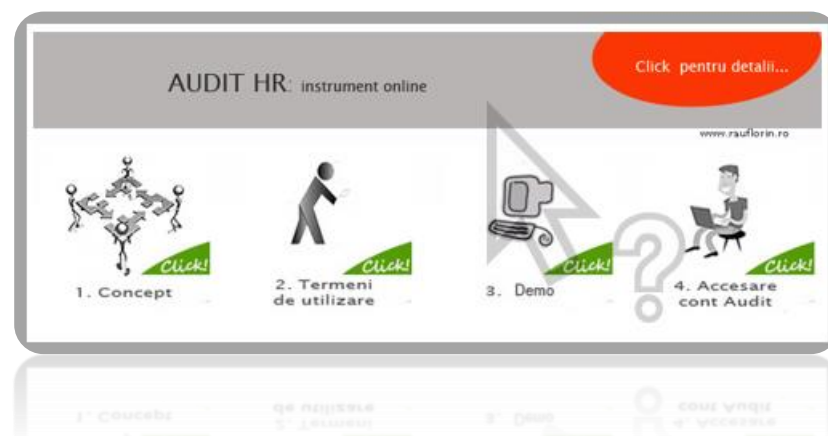 AUDIT HR: instrument online
Click pentru detalii...
www.rauflorin.ro
Click!
1. Concept
Click!
2. Termeni
de utilizare
Click!
3. Demo
Click!
4. Accesare
cont Audit